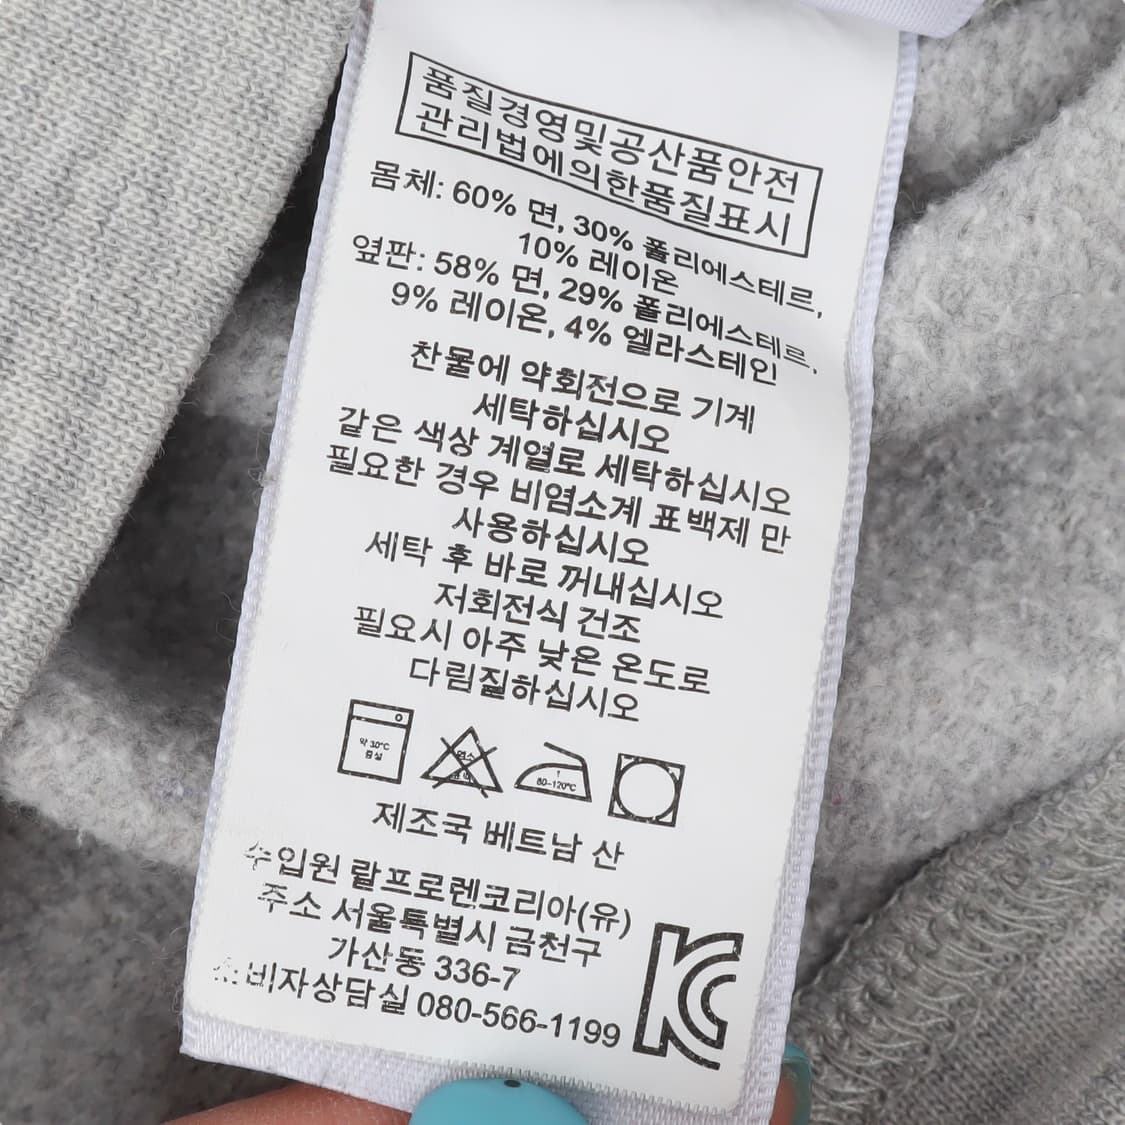 품질경영및공산품안전
관리법에의한품질표시
몸체: 60% 면, 30% 폴리에스테르,
10% 레이온
옆판: 58% 면, 29% 폴리에스테르,
9% 레이온, 4% 엘라스테인
찬물에 약회전으로 기계
세탁하십시오
같은 색상 계열로 세탁하십시오
필요한 경우 비염소계 표백제 만
사용하십시오
세탁 후 바로 꺼내십시오
저회전식 건조
필요시 아주 낮은 온도로
다림질하십시오
약 30°C
중성
염소
표백
80-120°C
제조국 베트남 산
수입원 랄프로렌코리아(유)
주소 서울특별시 금천구
가산동 336-7
소비자상담실 080-566-1199
KC